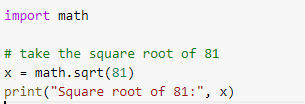 import math

# take the square root of 81
x = math.sqrt(81)
print("Square root of 81:", x)